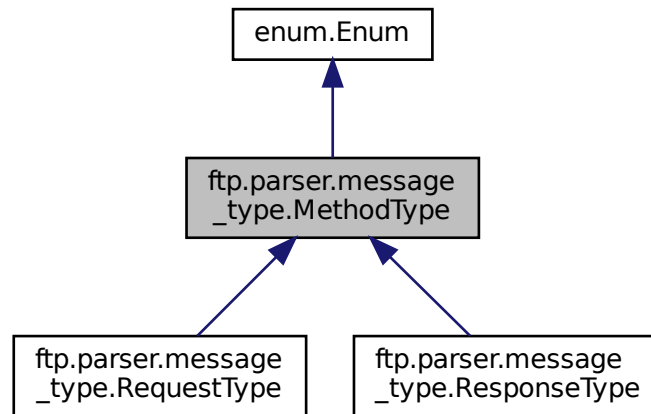 enum.Enum
ftp.parser.message
_type.MethodType
ftp.parser.message
_type.RequestType
ftp.parser.message
_type.ResponseType